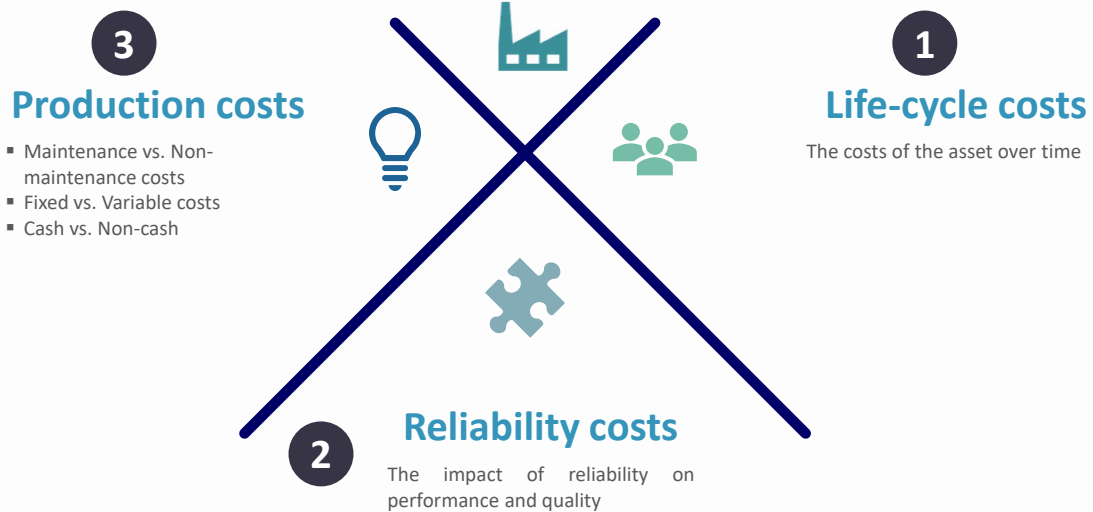 3
Production costs
▪ Maintenance vs. Non-
maintenance costs
▪ Fixed vs. Variable costs
▪ Cash vs. Non-cash
1
Life-cycle costs
The costs of the asset over time
2
Reliability costs
The impact of reliability on
performance and quality